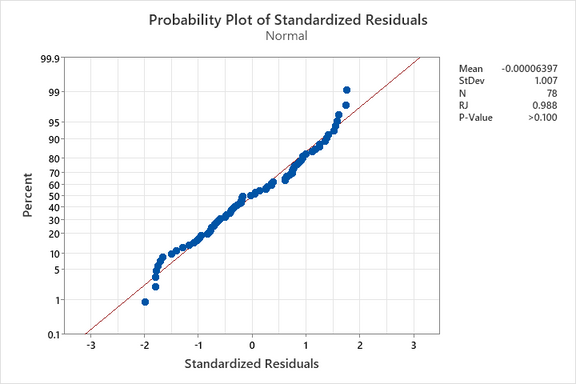 Probability Plot of Standardized Residuals
Normal
99.9
99
95
90
80
70
60
50
40
30
20
10
5
1
0.1
Percent
-3 -2 -1 0 1 2 3
Standardized Residuals
Mean -0.00006397
StDev 1.007
N 78
RJ 0.988
P-Value >0.100